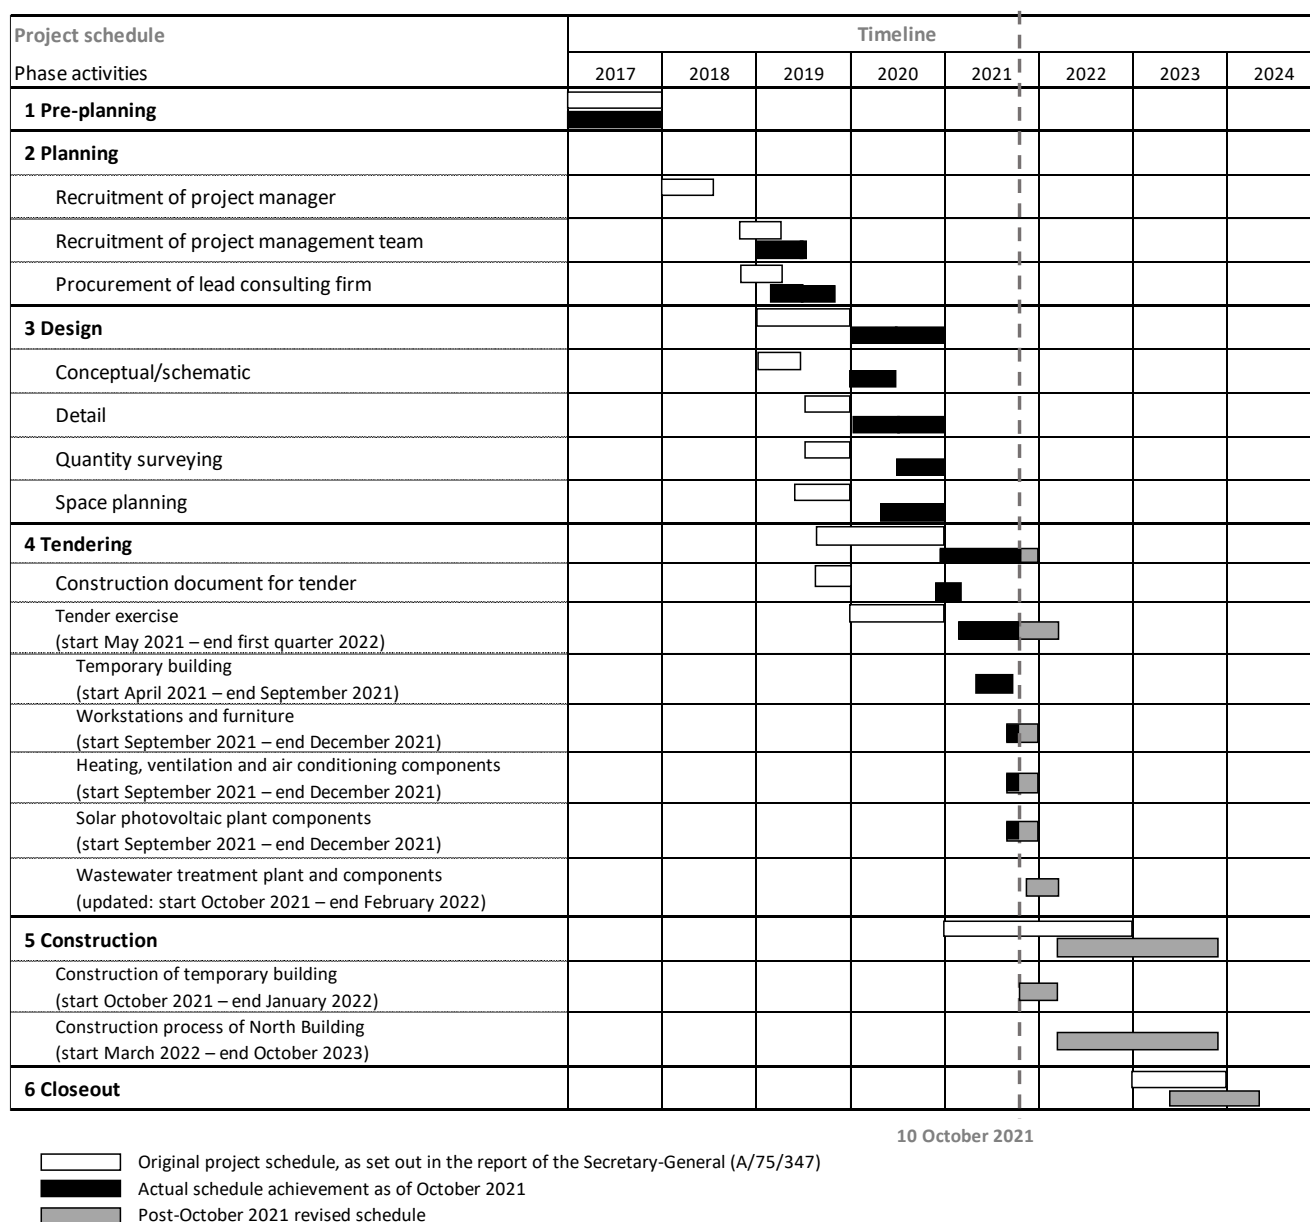 Project schedule
Timeline
Phase activities
2017 2018 2019 2020 2021 2022 2023 2024
1 Pre-planning
2 Planning
Recruitment of project manager
Recruitment of project management team
Procurement of lead consulting firm
3 Design
Conceptual/schematic
Detail
Quantity surveying
Space planning
4 Tendering
Construction document for tender
Tender exercise
(start May 2021 – end first quarter 2022)
Temporary building
(start April 2021 – end September 2021)
Workstations and furniture
(start September 2021 – end December 2021)
Heating, ventilation and air conditioning components
(start September 2021 – end December 2021)
Solar photovoltaic plant components
(start September 2021 – end December 2021)
Wastewater treatment plant and components
(updated: start October 2021 – end February 2022)
5 Construction
Construction of temporary building
(start October 2021 – end January 2022)
Construction process of North Building
(start March 2022 – end October 2023)
6 Closeout
10 October 2021
Original project schedule, as set out in the report of the Secretary-General (A/75/347)
Actual schedule achievement as of October 2021
Post-October 2021 revised schedule